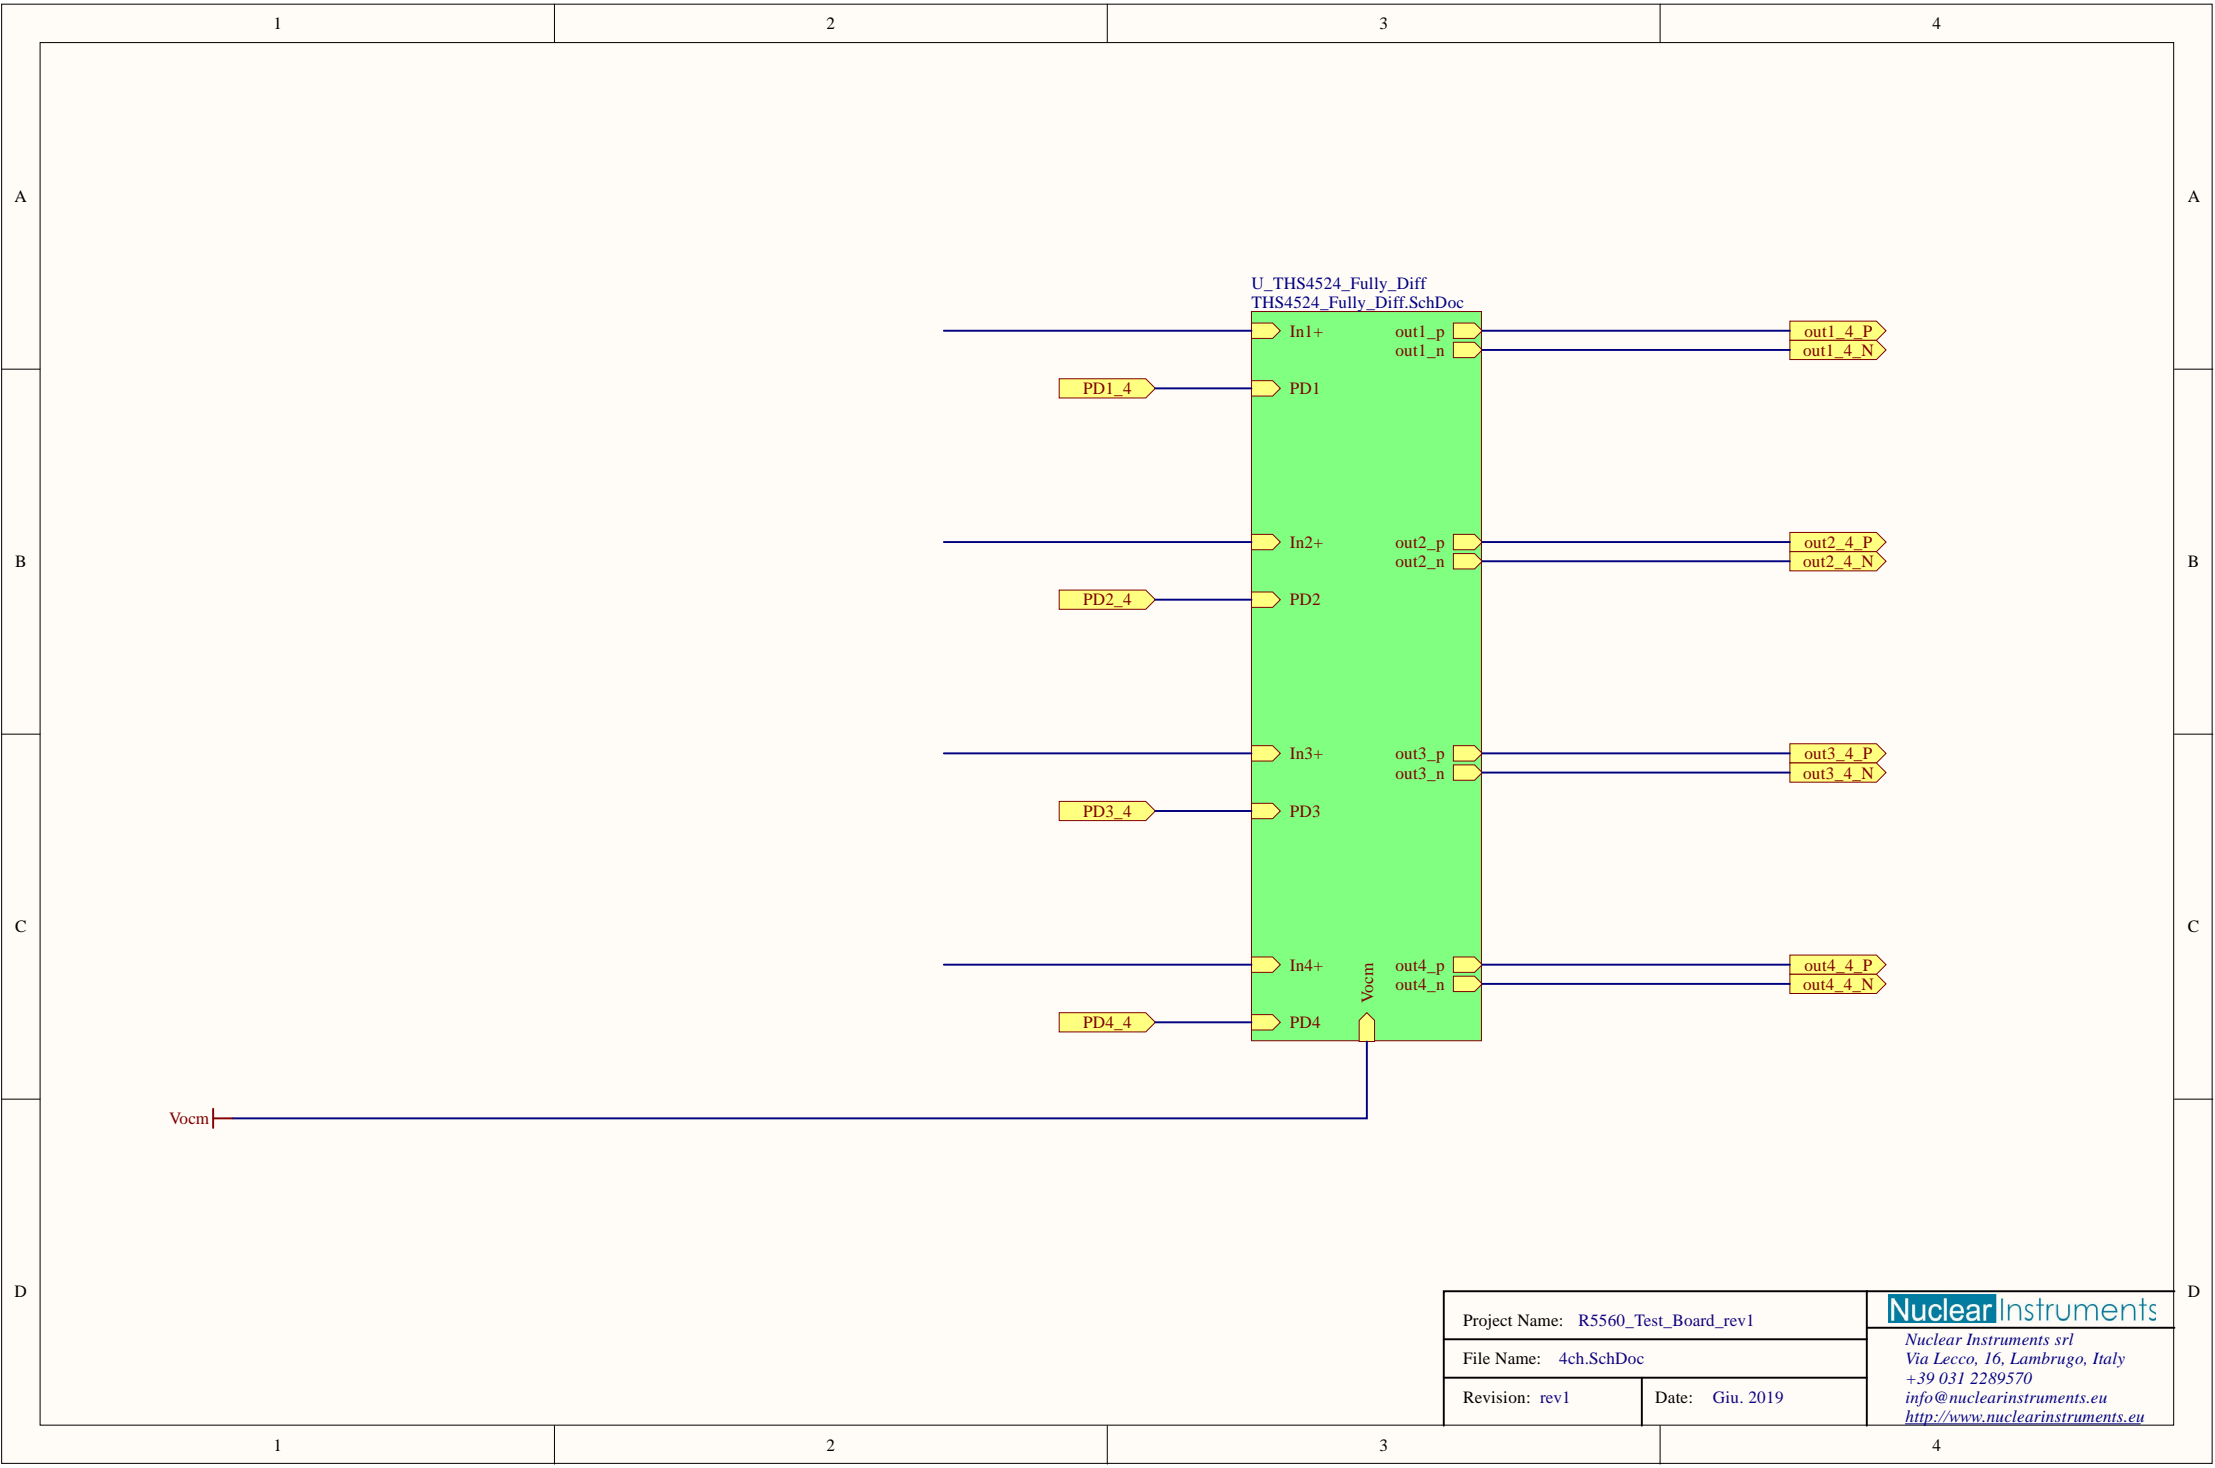 1 2 3 4
A A
U_THS4524_Fully_Diff
THS4524_Fully_Diff.SchDoc
In1+ out1_p out1_4_P
out1_n out1_4_N
PD1_4 PD1
In2+ out2_p out2_4_P
B out2_n out2_4_N B
PD2_4 PD2
In3+ out3_p out3_4_P
out3_n out3_4_N
PD3_4 PD3
C C
In4+ out4_p out4_4_P
Vocm out4_n out4_4_N
PD4_4 PD4
Vocm
D D
Project Name: R5560_Test_Board_rev1
File Name: 4ch.SchDoc
Revision: rev1 Date: Giu. 2019
Nuclear Instruments
Nuclear Instruments srl
Via Lecco, 16, Lambrugo, Italy
+39 031 2289570
info@nuclearinstruments.eu
http://www.nuclearinstruments.eu
1 2 3 4